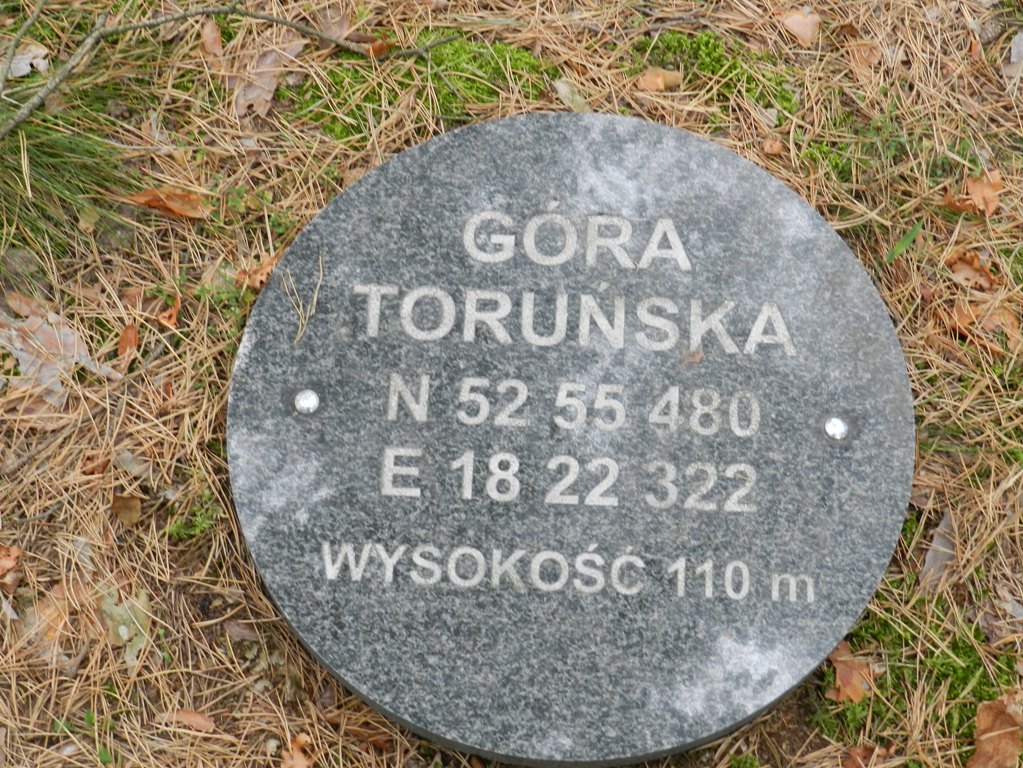 GÓRA
TORUŃSKA
N 52 55 480
E 18 22 322
WYSOKOŚĆ 110 m